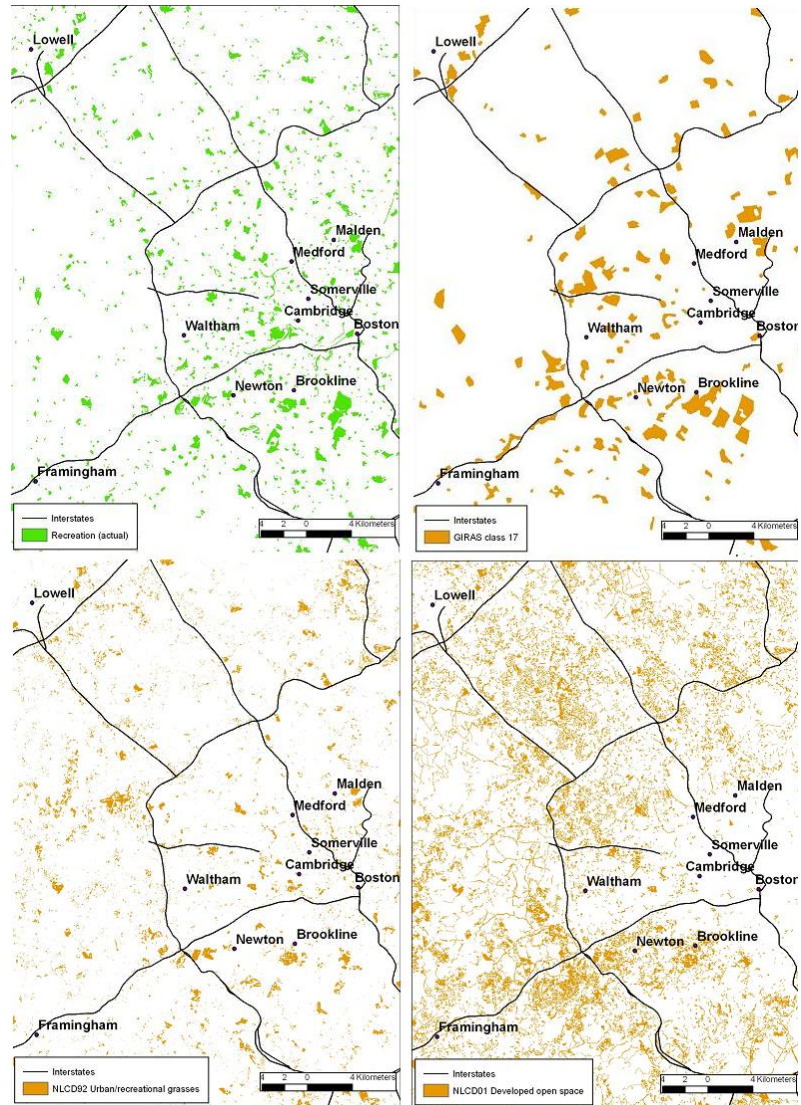 Lowell
Malden
Medford
Somerville
Cambridge
Boston
Waltham
Newton
Brookline
Framingham
Interstates
Recreation (actual)
4 2 0 4 Kilometers
Lowell
Malden
Medford
Somerville
Cambridge
Boston
Waltham
Newton
Brookline
Framingham
Interstates
GIRAS class 17
4 2 0 4 Kilometers
Lowell
Malden
Medford
Somerville
Cambridge
Boston
Waltham
Newton
Brookline
Framingham
Interstates
NLCD92 Urban/recreational grasses
4 2 0 4 Kilometers
Lowell
Malden
Medford
Somerville
Cambridge
Boston
Waltham
Newton
Brookline
Framingham
Interstates
NLCD01 Developed open space
4 2 0 4 Kilometers